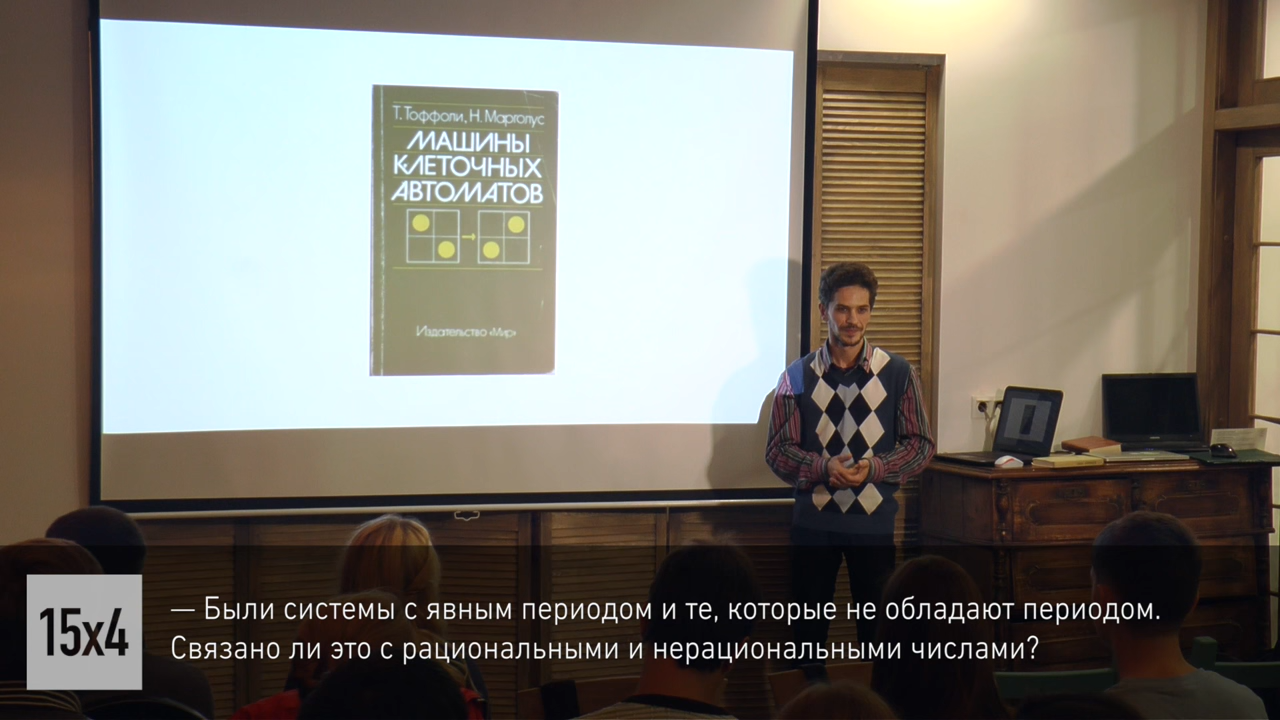 Т. Тоффоли, Н. Марголус
МАШИНЫ
КЛЕТОЧНЫХ
АВТОМАТОВ
Издательство «Мир»
15x4
— Были системы с явным периодом и те, которые не обладают периодом.
Связано ли это с рациональными и нерациональными числами?